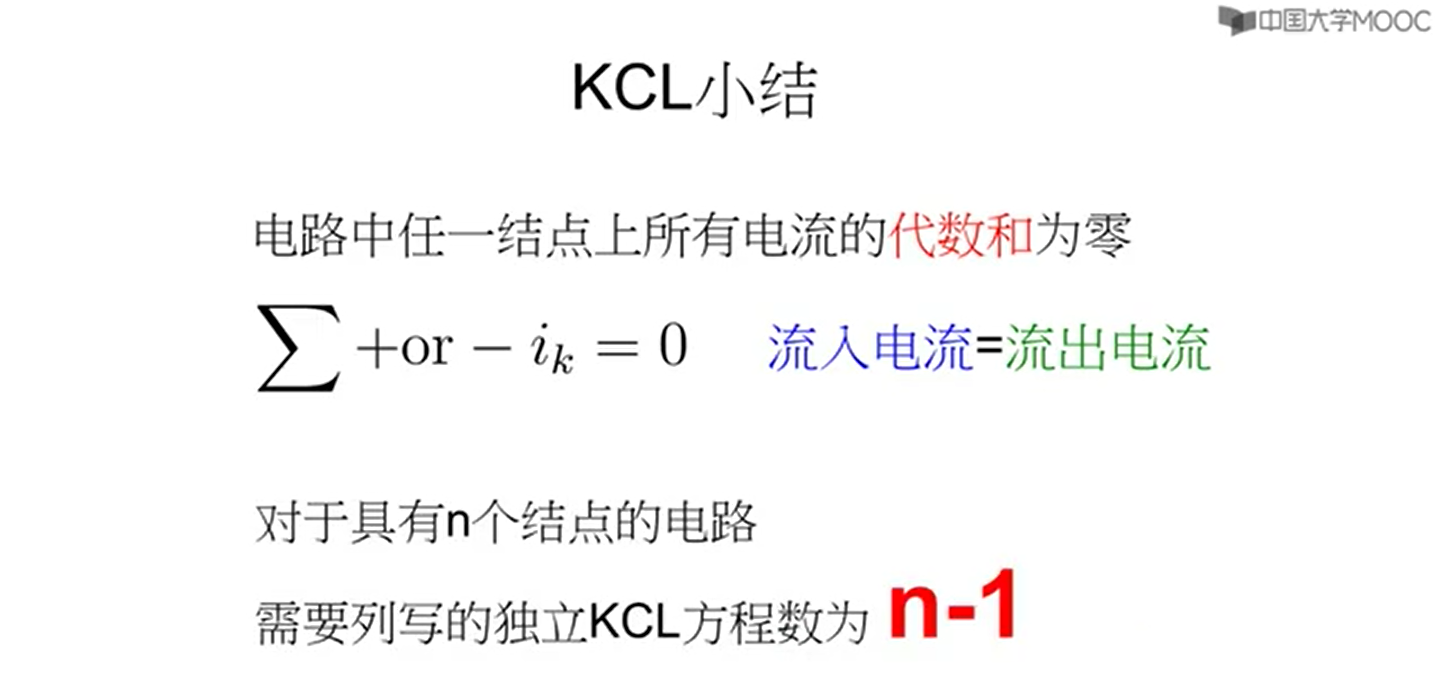 中国大学MOOC
KCL小结
电路中任一结点上所有电流的代数和为零
∑ +or − iₖ = 0 流入电流=流出电流
对于具有n个结点的电路
需要列写的独立KCL方程数为 n-1